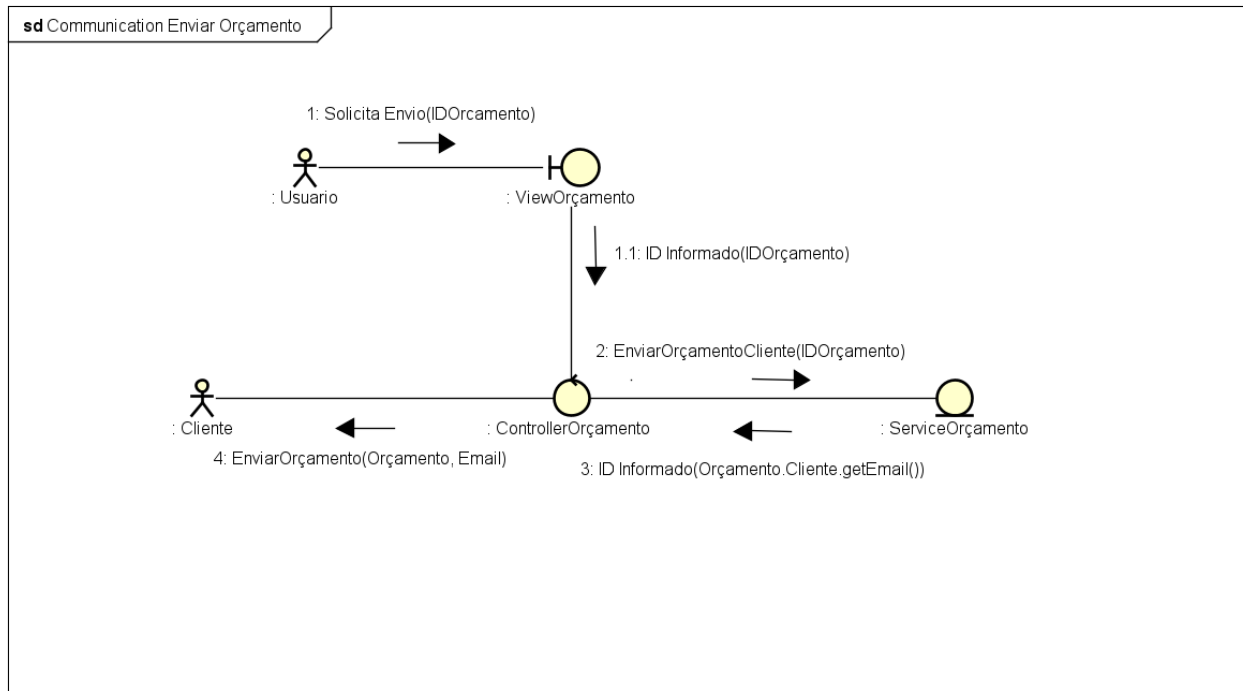 sd Communication Enviar Orçamento
1: Solicita Envio(IDOrcamento)
: Usuario
: ViewOrçamento
1.1: ID Informado(IDOrçamento)
2: EnviarOrçamentoCliente(IDOrçamento)
: Cliente
: ControllerOrçamento
: ServiceOrçamento
4: EnviarOrçamento(Orçamento, Email)
3: ID Informado(Orçamento.Cliente.getEmail())